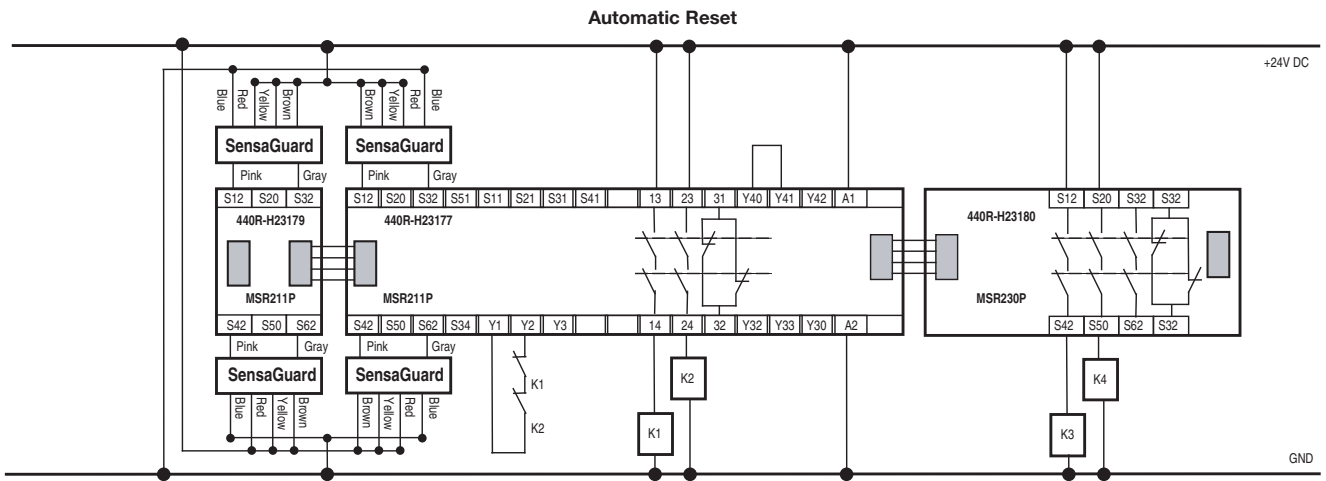 Automatic Reset
+24V DC
Blue Red Yellow Brown Brown Yellow Red Blue
SensaGuard SensaGuard
Pink Gray Pink Gray
S12 S20 S32 S12 S20 S32 S51 S11 S21 S31 S41 13 23 31 Y40 Y41 Y42 A1 S12 S20 S32 S32
440R-H23179 440R-H23177 440R-H23180
MSR211P MSR211P MSR230P
S42 S50 S62 S42 S50 S62 S34 Y1 Y2 Y3 14 24 32 Y32 Y33 Y30 A2 S42 S50 S62 S32
Pink Gray Pink Gray
SensaGuard SensaGuard K1 K2 K4
Blue Red Yellow Brown Brown Yellow Red Blue
K2 K1 K3
GND